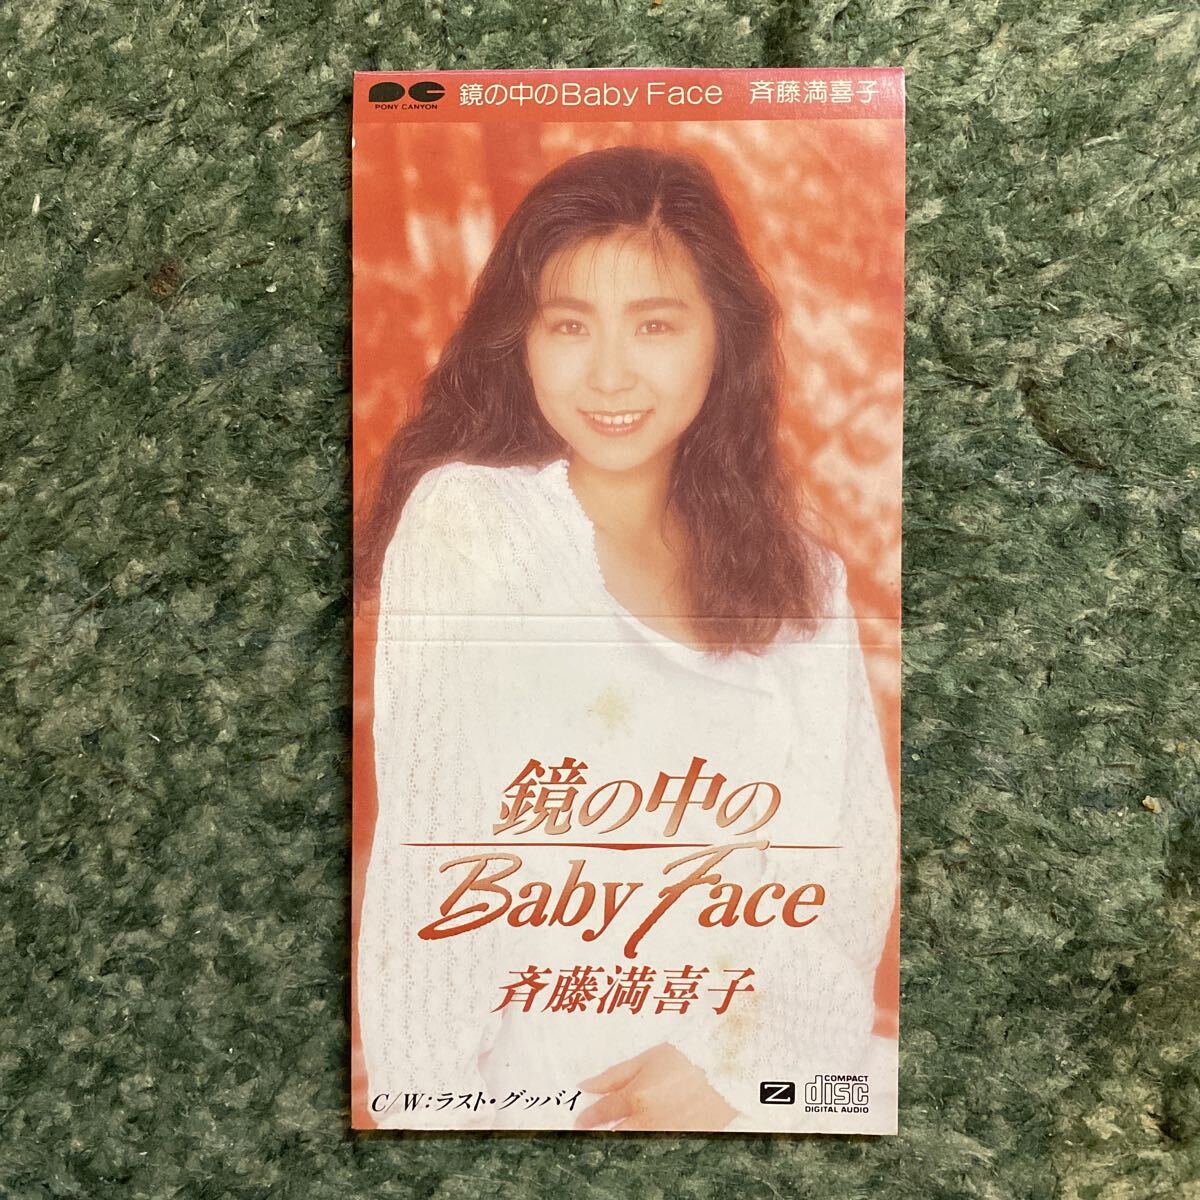 PONY CANYON 鏡の中のBaby Face 斉藤満喜子
鏡の中の
Baby Face
斉藤満喜子
C/W:ラスト・グッバイ
Z
COMPACT
disc
DIGITAL AUDIO